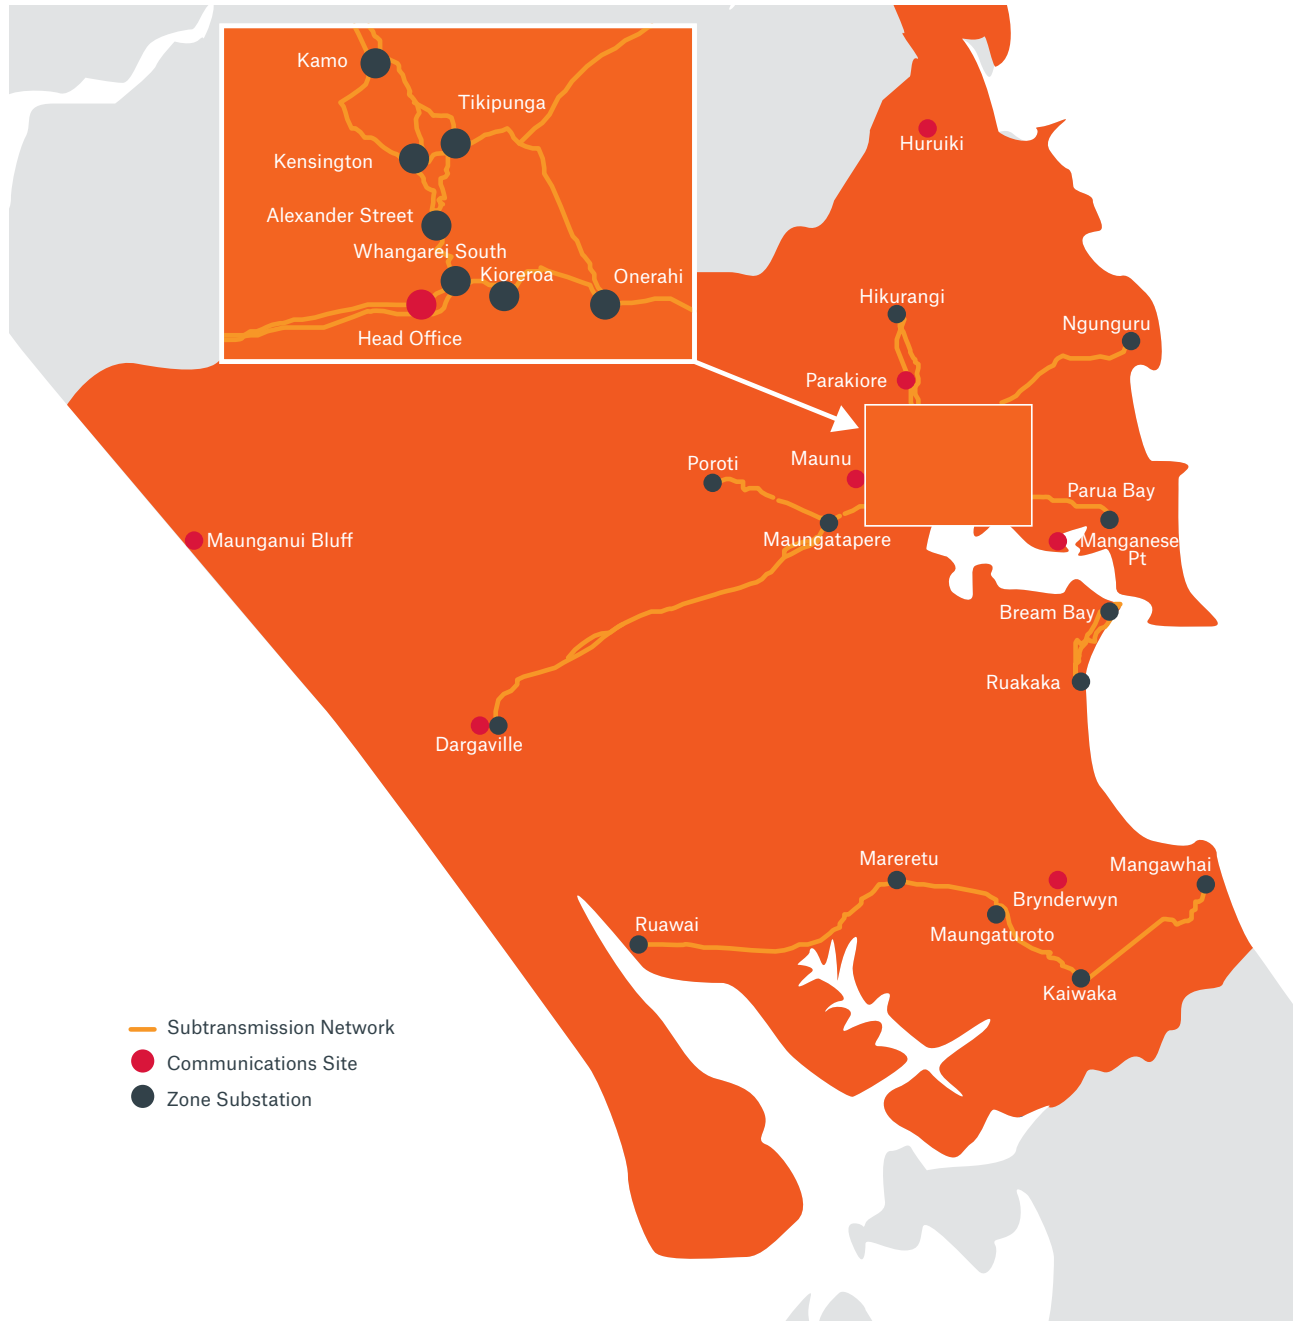 Kamo
Tikipunga
Kensington
Alexander Street
Whangarei South
Kioreroa
Onerahi
Head Office
Huruiki
Hikurangi
Ngunguru
Parakiore
Maunu
Poroti
Parua Bay
Maungatapere
Maunganui Bluff
Manganese
Pt
Bream Bay
Ruakaka
Dargaville
Mareretu
Mangawhai
Brynderwyn
Ruawai
Maungaturoto
Kaiwaka
Subtransmission Network
Communications Site
Zone Substation